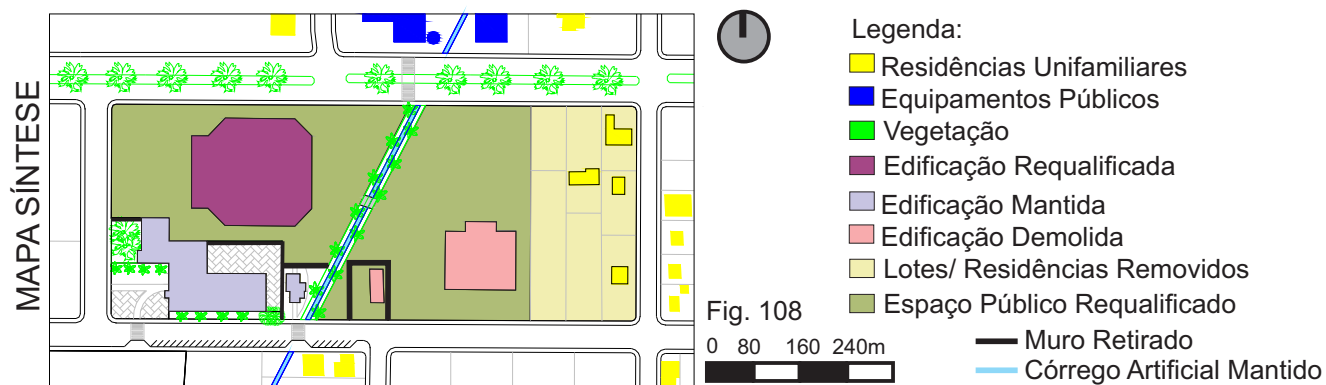 MAPA SÍNTESE
Legenda:
Residências Unifamiliares
Equipamentos Públicos
Vegetação
Edificação Requalificada
Edificação Mantida
Edificação Demolida
Lotes/ Residências Removidos
Espaço Público Requalificado
Muro Retirado
Córrego Artificial Mantido
Fig. 108
0 80 160 240m